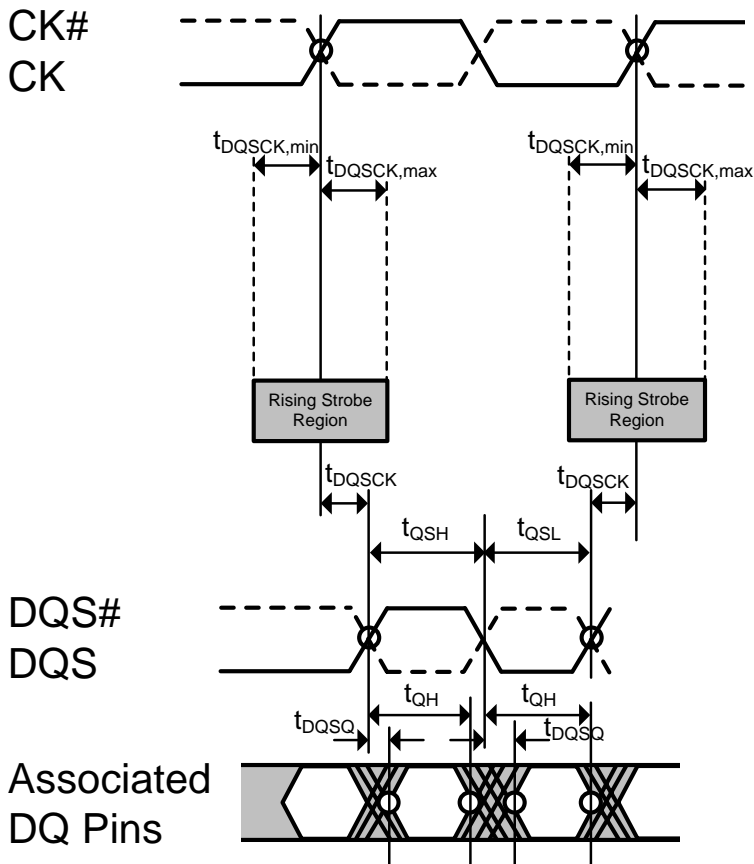 CK#
CK
tDQSCK,min
tDQSCK,max
tDQSCK,min
tDQSCK,max
Rising Strobe
Region
Rising Strobe
Region
tDQSCK
tDQSCK
tQSH
tQSL
DQS#
DQS
tQH
tQH
tDQSQ
tDQSQ
Associated
DQ Pins